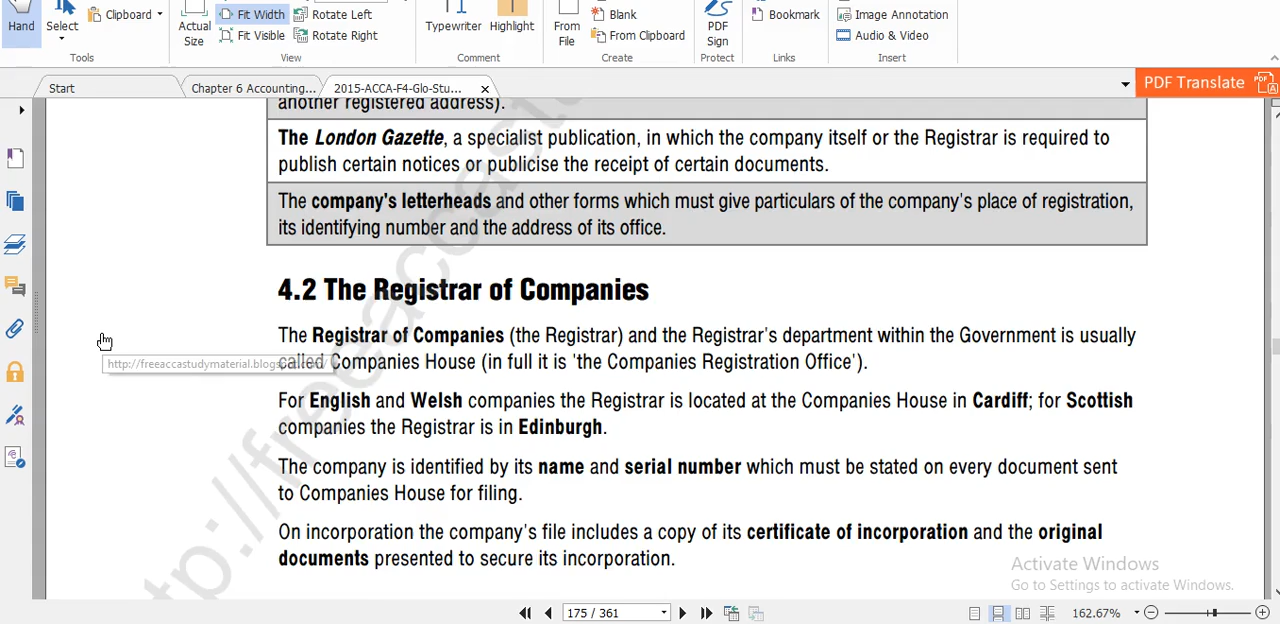 Hand
Select
Clipboard
Actual
Size
Fit Width
Fit Visible
Rotate Left
Rotate Right
Typewriter
Highlight
From
File
Blank
From Clipboard
PDF
Sign
Bookmark
Image Annotation
Audio & Video
Tools
View
Comment
Create
Protect
Links
Insert
Start
Chapter 6 Accounting...
2015-ACCA-F4-Glo-Stu...
PDF Translate
another registered address).
The London Gazette, a specialist publication, in which the company itself or the Registrar is required to
publish certain notices or publicise the receipt of certain documents.
The company's letterheads and other forms which must give particulars of the company's place of registration,
its identifying number and the address of its office.
4.2 The Registrar of Companies
The Registrar of Companies (the Registrar) and the Registrar's department within the Government is usually
called Companies House (in full it is 'the Companies Registration Office').
http://freeaccastudymaterial.blogs
For English and Welsh companies the Registrar is located at the Companies House in Cardiff; for Scottish
companies the Registrar is in Edinburgh.
The company is identified by its name and serial number which must be stated on every document sent
to Companies House for filing.
On incorporation the company's file includes a copy of its certificate of incorporation and the original
documents presented to secure its incorporation.
tp://freeaccast
Activate Windows
Go to Settings to activate Windows.
175 / 361
162.67%